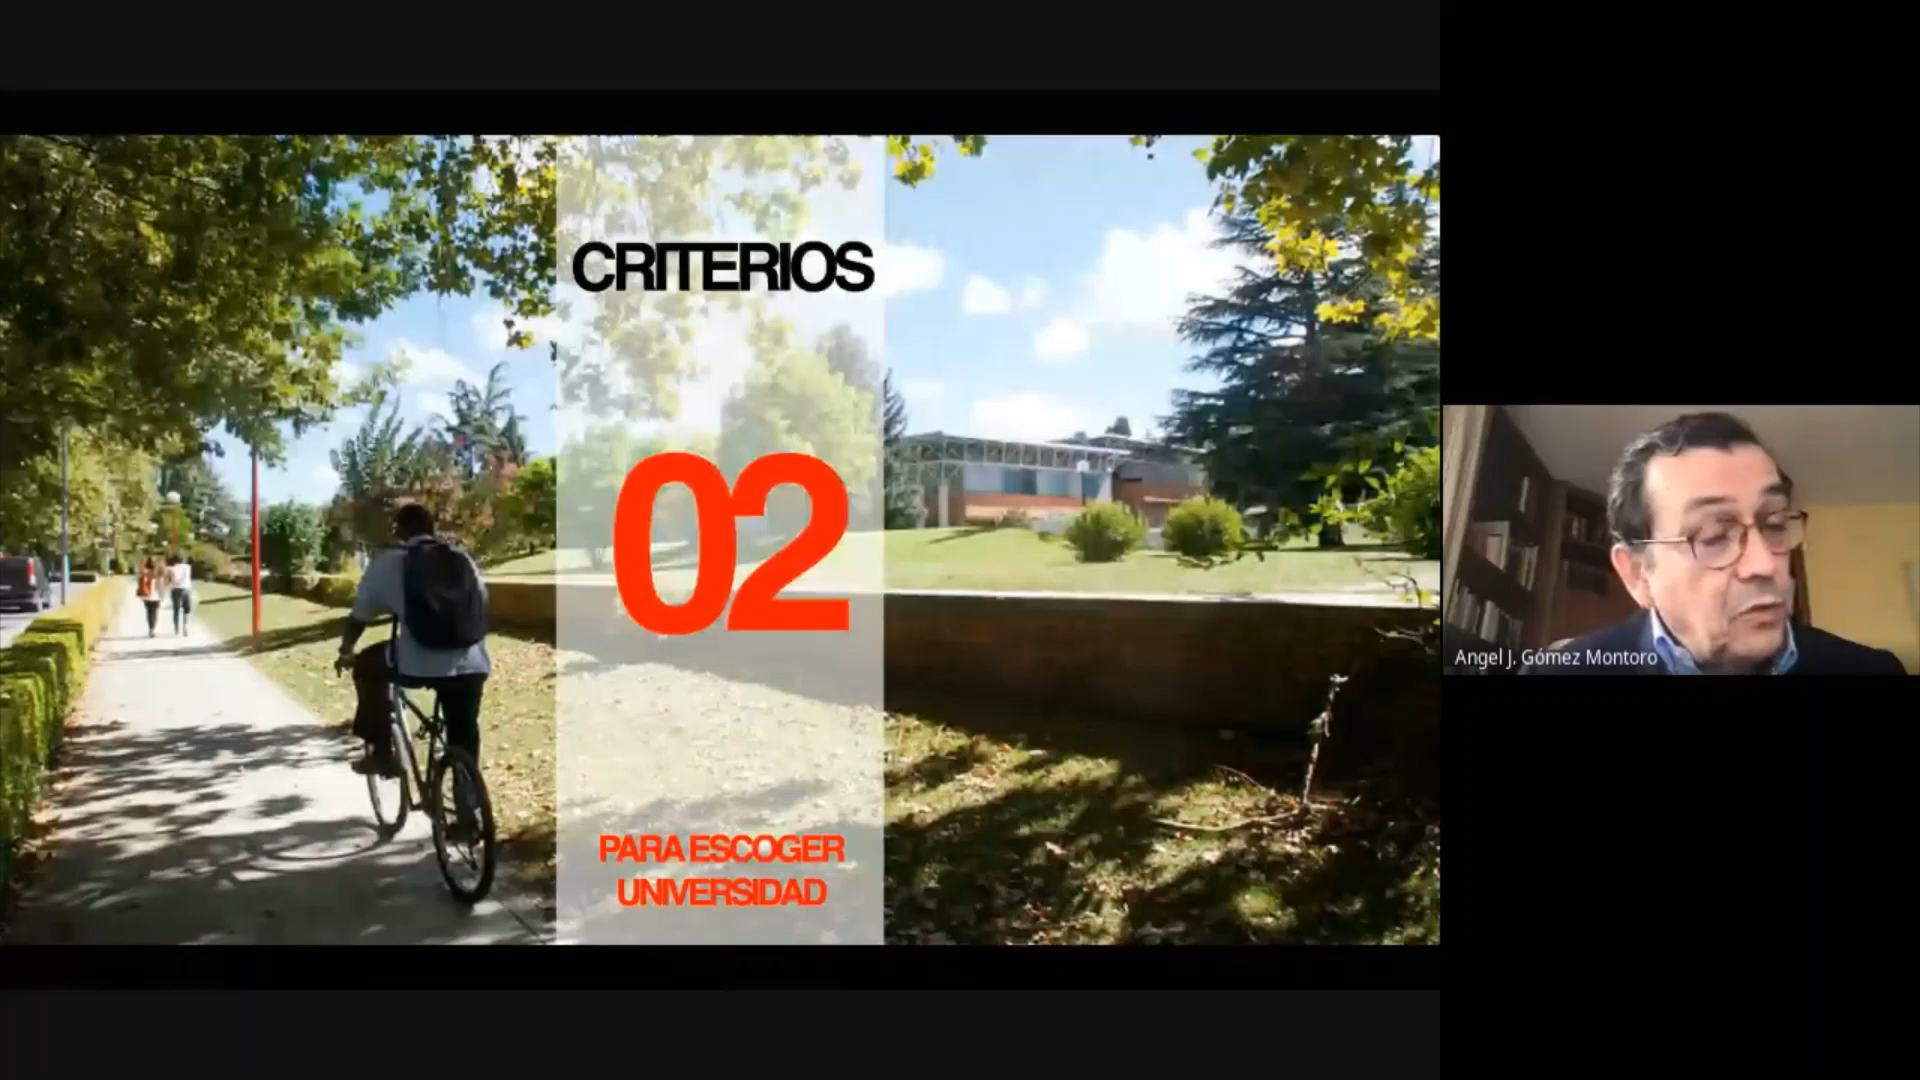 CRITERIOS
02
PARA ESCOGER
UNIVERSIDAD
Angel J. Gómez Montoro